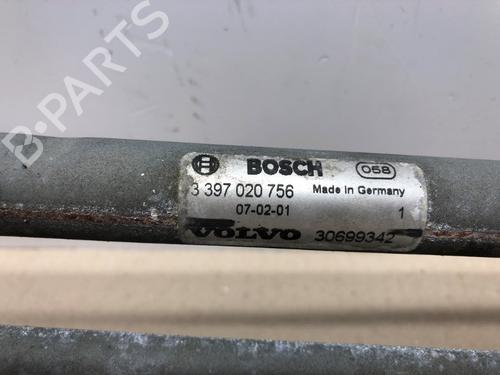 B-PARTS
BOSCH 058
3 397 020 756 Made in Germany
07-02-01 1
VOLVO 30699342